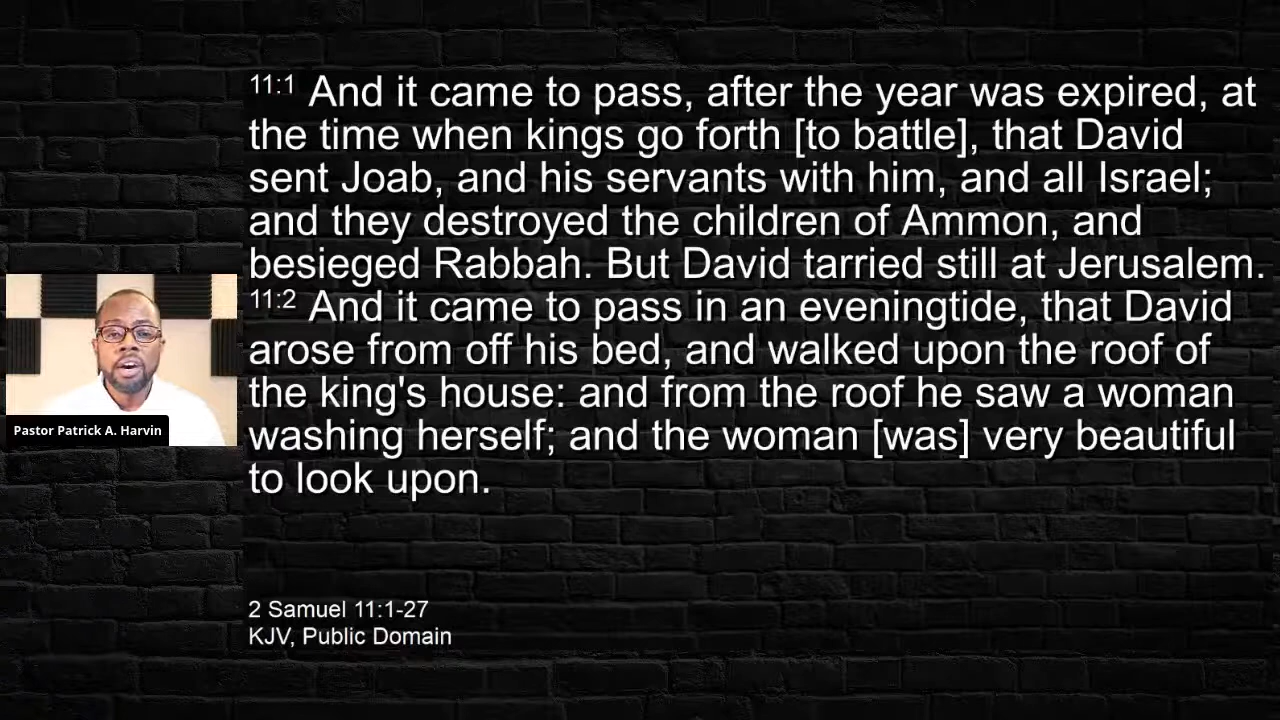 11:1 And it came to pass, after the year was expired, at
the time when kings go forth [to battle], that David
sent Joab, and his servants with him, and all Israel;
and they destroyed the children of Ammon, and
besieged Rabbah. But David tarried still at Jerusalem.
11:2 And it came to pass in an eveningtide, that David
arose from off his bed, and walked upon the roof of
the king's house: and from the roof he saw a woman
washing herself; and the woman [was] very beautiful
to look upon.
Pastor Patrick A. Harvin
2 Samuel 11:1-27
KJV, Public Domain